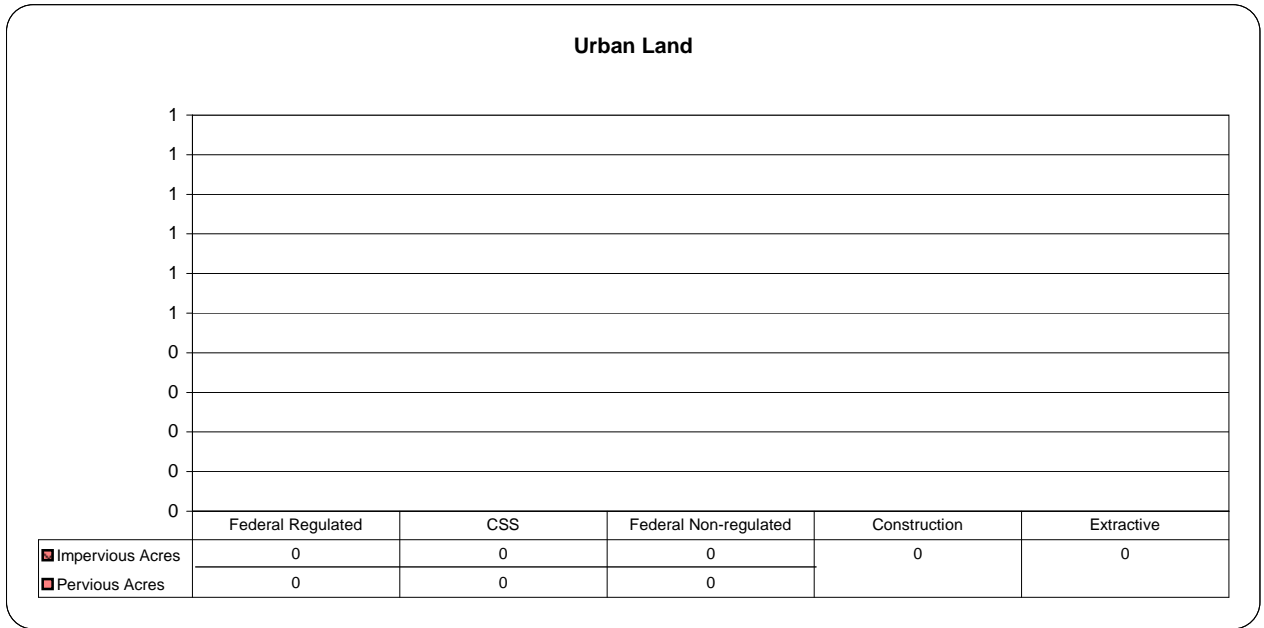 Urban Land
1
1
1
1
1
1
0
0
0
0
0
Federal Regulated CSS Federal Non-regulated Construction Extractive
Impervious Acres 0 0 0 0 0
Pervious Acres 0 0 0